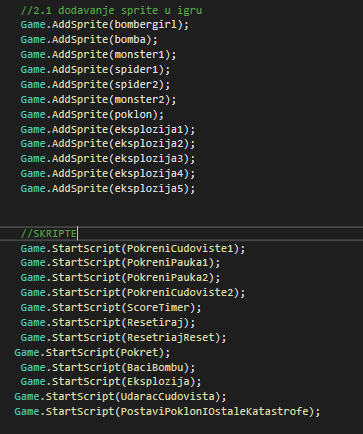 //2.1 dodavanje sprite u igru
Game.AddSprite(bombergirl);
Game.AddSprite(bomba);
Game.AddSprite(monster1);
Game.AddSprite(spider1);
Game.AddSprite(spider2);
Game.AddSprite(monster2);
Game.AddSprite(poklon);
Game.AddSprite(eksplozija1);
Game.AddSprite(eksplozija2);
Game.AddSprite(eksplozija3);
Game.AddSprite(eksplozija4);
Game.AddSprite(eksplozija5);
//SKRIPTE
Game.StartScript(PokreniCudoviste1);
Game.StartScript(PokreniPauka1);
Game.StartScript(PokreniPauka2);
Game.StartScript(PokreniCudoviste2);
Game.StartScript(ScoreTimer);
Game.StartScript(Resetiraj);
Game.StartScript(ResetriajReset);
Game.StartScript(Pokret);
Game.StartScript(BaciBombu);
Game.StartScript(Eksplozija);
Game.StartScript(UdaracCudovista);
Game.StartScript(PostaviPoklonIOstaleKatastrofe);